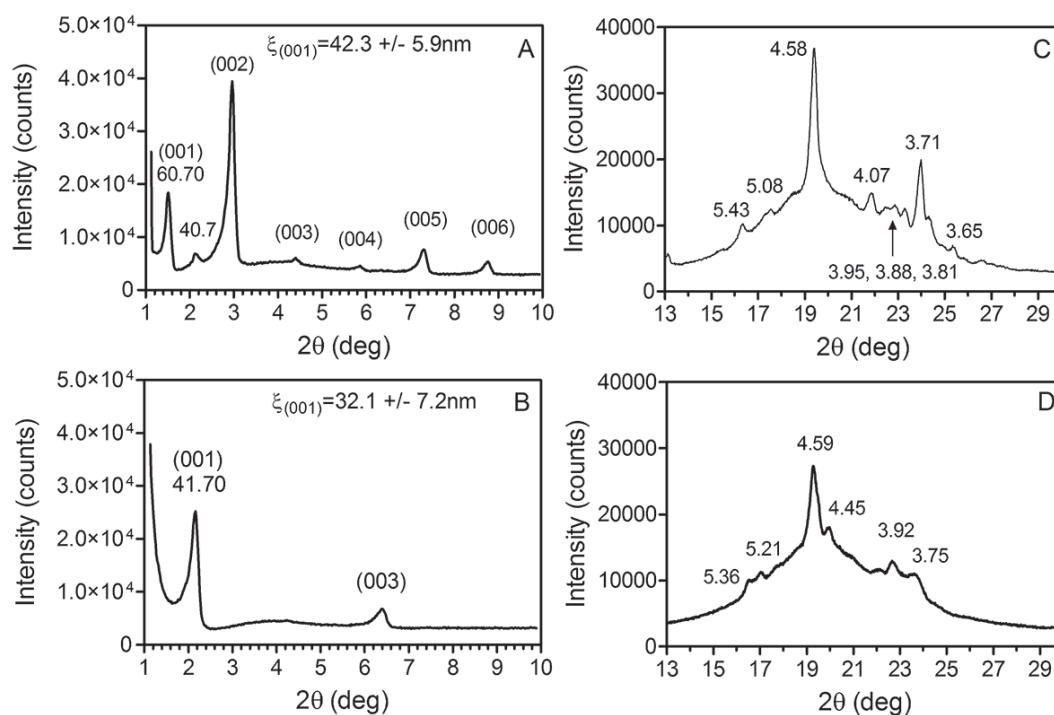 A
ξ(001)=42.3 +/- 5.9nm
Intensity (counts)
5.0×10⁴
4.0×10⁴
3.0×10⁴
2.0×10⁴
1.0×10⁴
0
(001)
60.70
40.7
(002)
(003)
(004)
(005)
(006)
1 2 3 4 5 6 7 8 9 10
2θ (deg)
C
Intensity (counts)
40000
30000
20000
10000
0
5.43
5.08
4.58
4.07
3.95, 3.88, 3.81
3.71
3.65
13 15 17 19 21 23 25 27 29
2θ (deg)
B
ξ(001)=32.1 +/- 7.2nm
Intensity (counts)
5.0×10⁴
4.0×10⁴
3.0×10⁴
2.0×10⁴
1.0×10⁴
0
(001)
41.70
(003)
1 2 3 4 5 6 7 8 9 10
2θ (deg)
D
Intensity (counts)
40000
30000
20000
10000
0
5.36
5.21
4.59
4.45
3.92
3.75
13 15 17 19 21 23 25 27 29
2θ (deg)